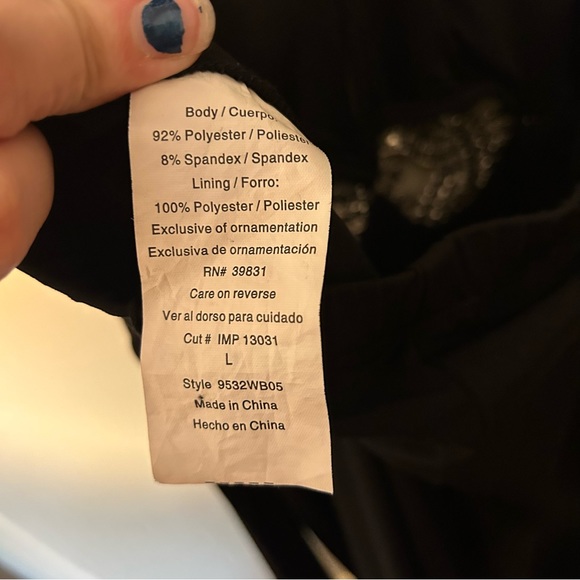 Body / Cuerpo:
92% Polyester / Poliester
8% Spandex / Spandex
Lining / Forro:
100% Polyester / Poliester
Exclusive of ornamentation
Exclusiva de ornamentación
RN# 39831
Care on reverse
Ver al dorso para cuidado
Cut # IMP 13031
L
Style 9532WB05
Made in China
Hecho en China